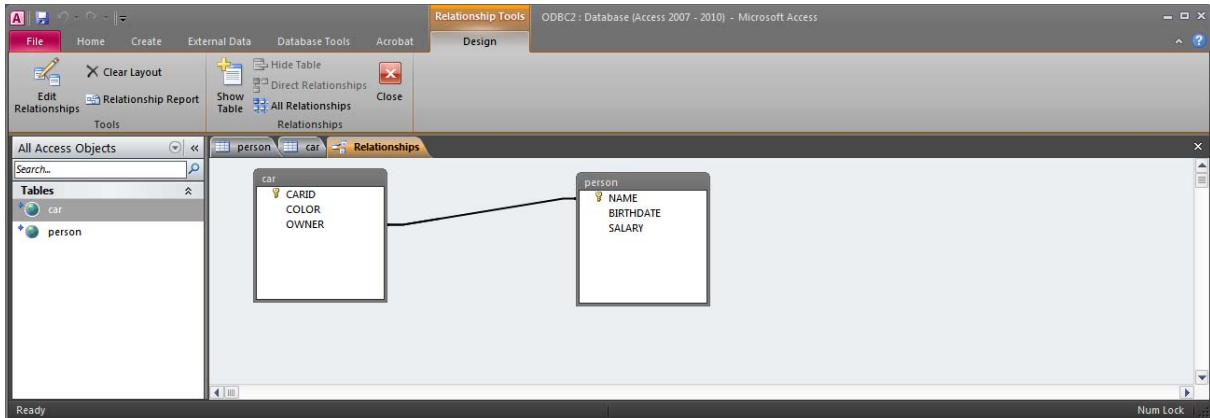 A
Relationship Tools
ODBC2 : Database (Access 2007 - 2010) - Microsoft Access
File
Home
Create
External Data
Database Tools
Acrobat
Design
Edit
Relationships
Clear Layout
Relationship Report
Tools
Show
Table
Hide Table
Direct Relationships
All Relationships
Close
Relationships
All Access Objects
Search...
Tables
car
person
person
car
Relationships
car
CARID
COLOR
OWNER
person
NAME
BIRTHDATE
SALARY
Ready
Num Lock